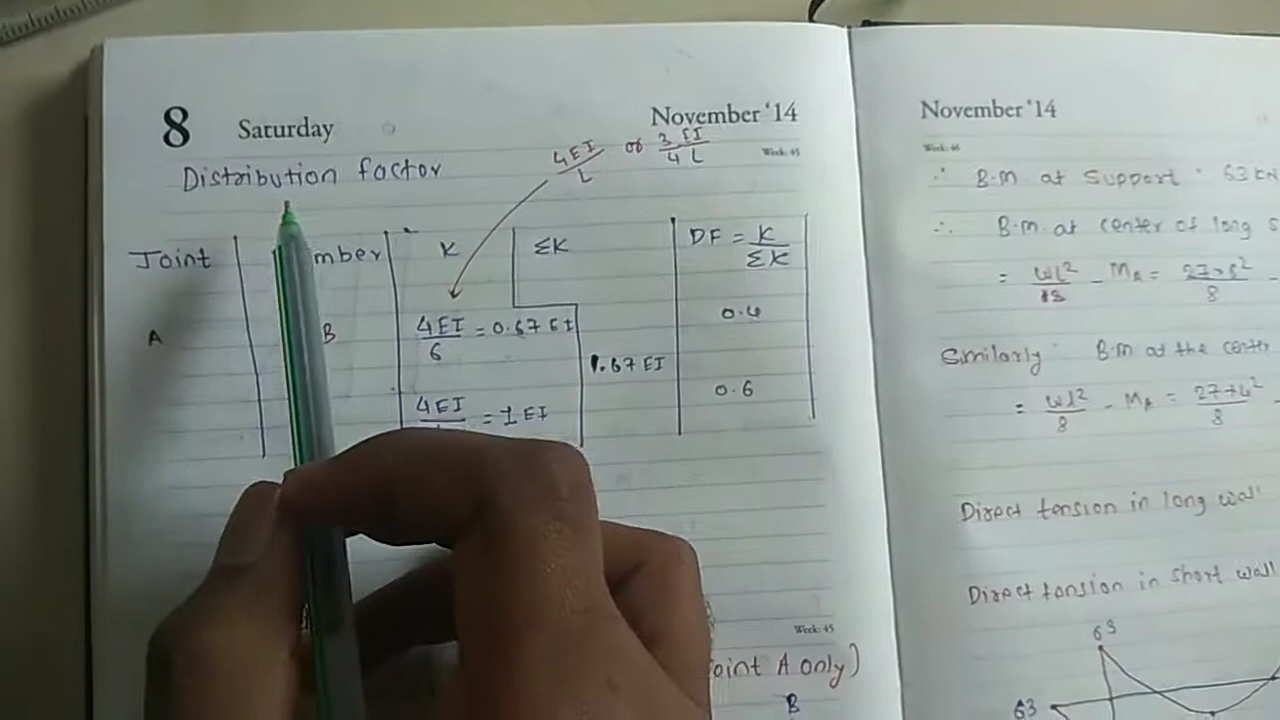 8 Saturday November '14
4EI/L or 3EI/4L
Week: 45
Distribution factor
Joint K ΣK DF = K/ΣK
A B 4EI/6 = 0.67 EI 0.4
1.67 EI
4EI = 1 EI 0.6
Week: 45
oint A only)
B
November '14
Week: 46
∵ B.M at Support = 63 kN
∴ B.M. at center of long
= wl²/8 - MA = 27×6²/8 -
Similarly B.M at the
= wl²/8 - MA = 27×4²/8 -
Direct tension in long wall
Direct tension in short wall
63
63